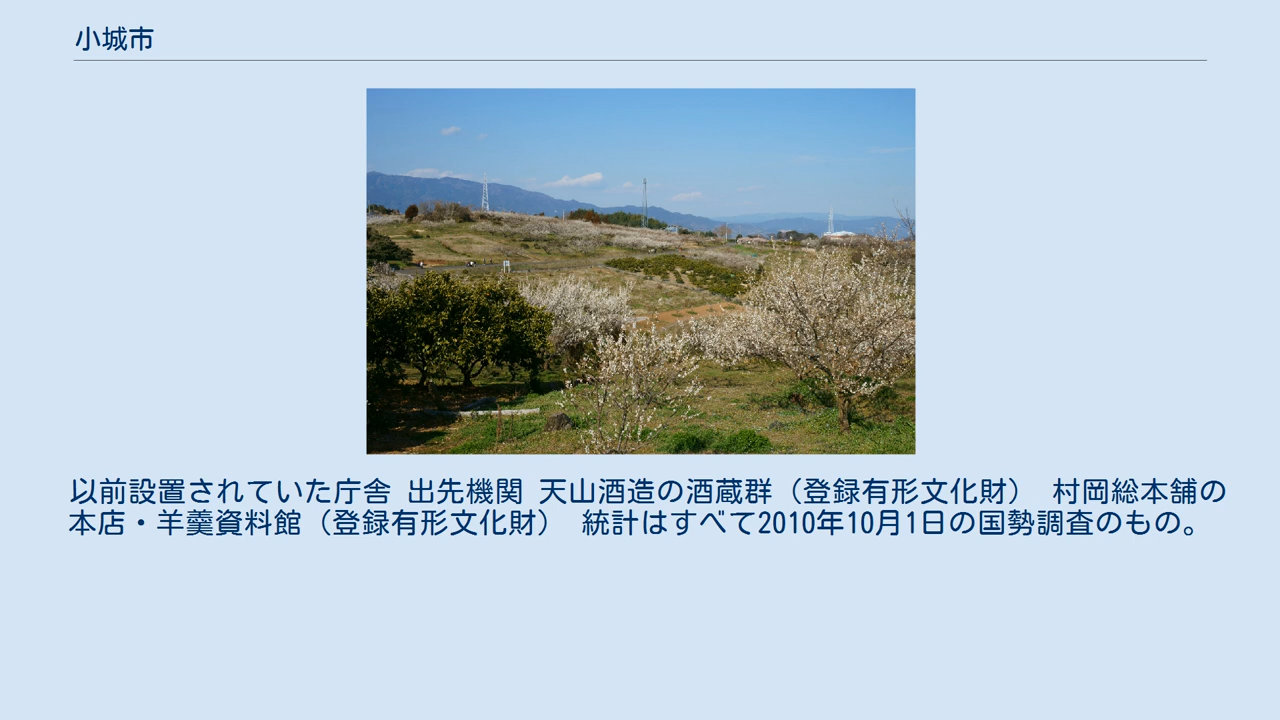 小城市
以前設置されていた庁舎 出先機関 天山酒造の酒蔵群（登録有形文化財） 村岡総本舗の
本店・羊羹資料館（登録有形文化財） 統計はすべて2010年10月1日の国勢調査のもの。